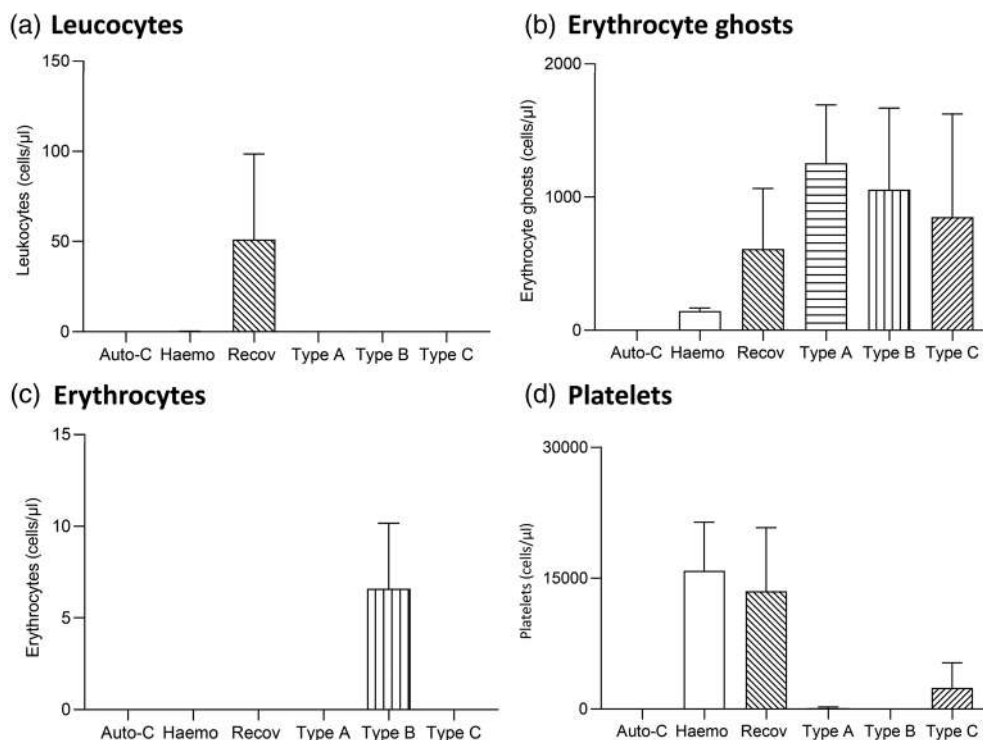 (a) Leucocytes
Leukocytes (cells/µl)
150
100
50
0
Auto-C Haemo Recov Type A Type B Type C
(b) Erythrocyte ghosts
Erythrocyte ghosts (cells/µl)
2000
1000
0
Auto-C Haemo Recov Type A Type B Type C
(c) Erythrocytes
Erythrocytes (cells/µl)
15
10
5
0
Auto-C Haemo Recov Type A Type B Type C
(d) Platelets
Platelets (cells/µl)
30000
15000
0
Auto-C Haemo Recov Type A Type B Type C